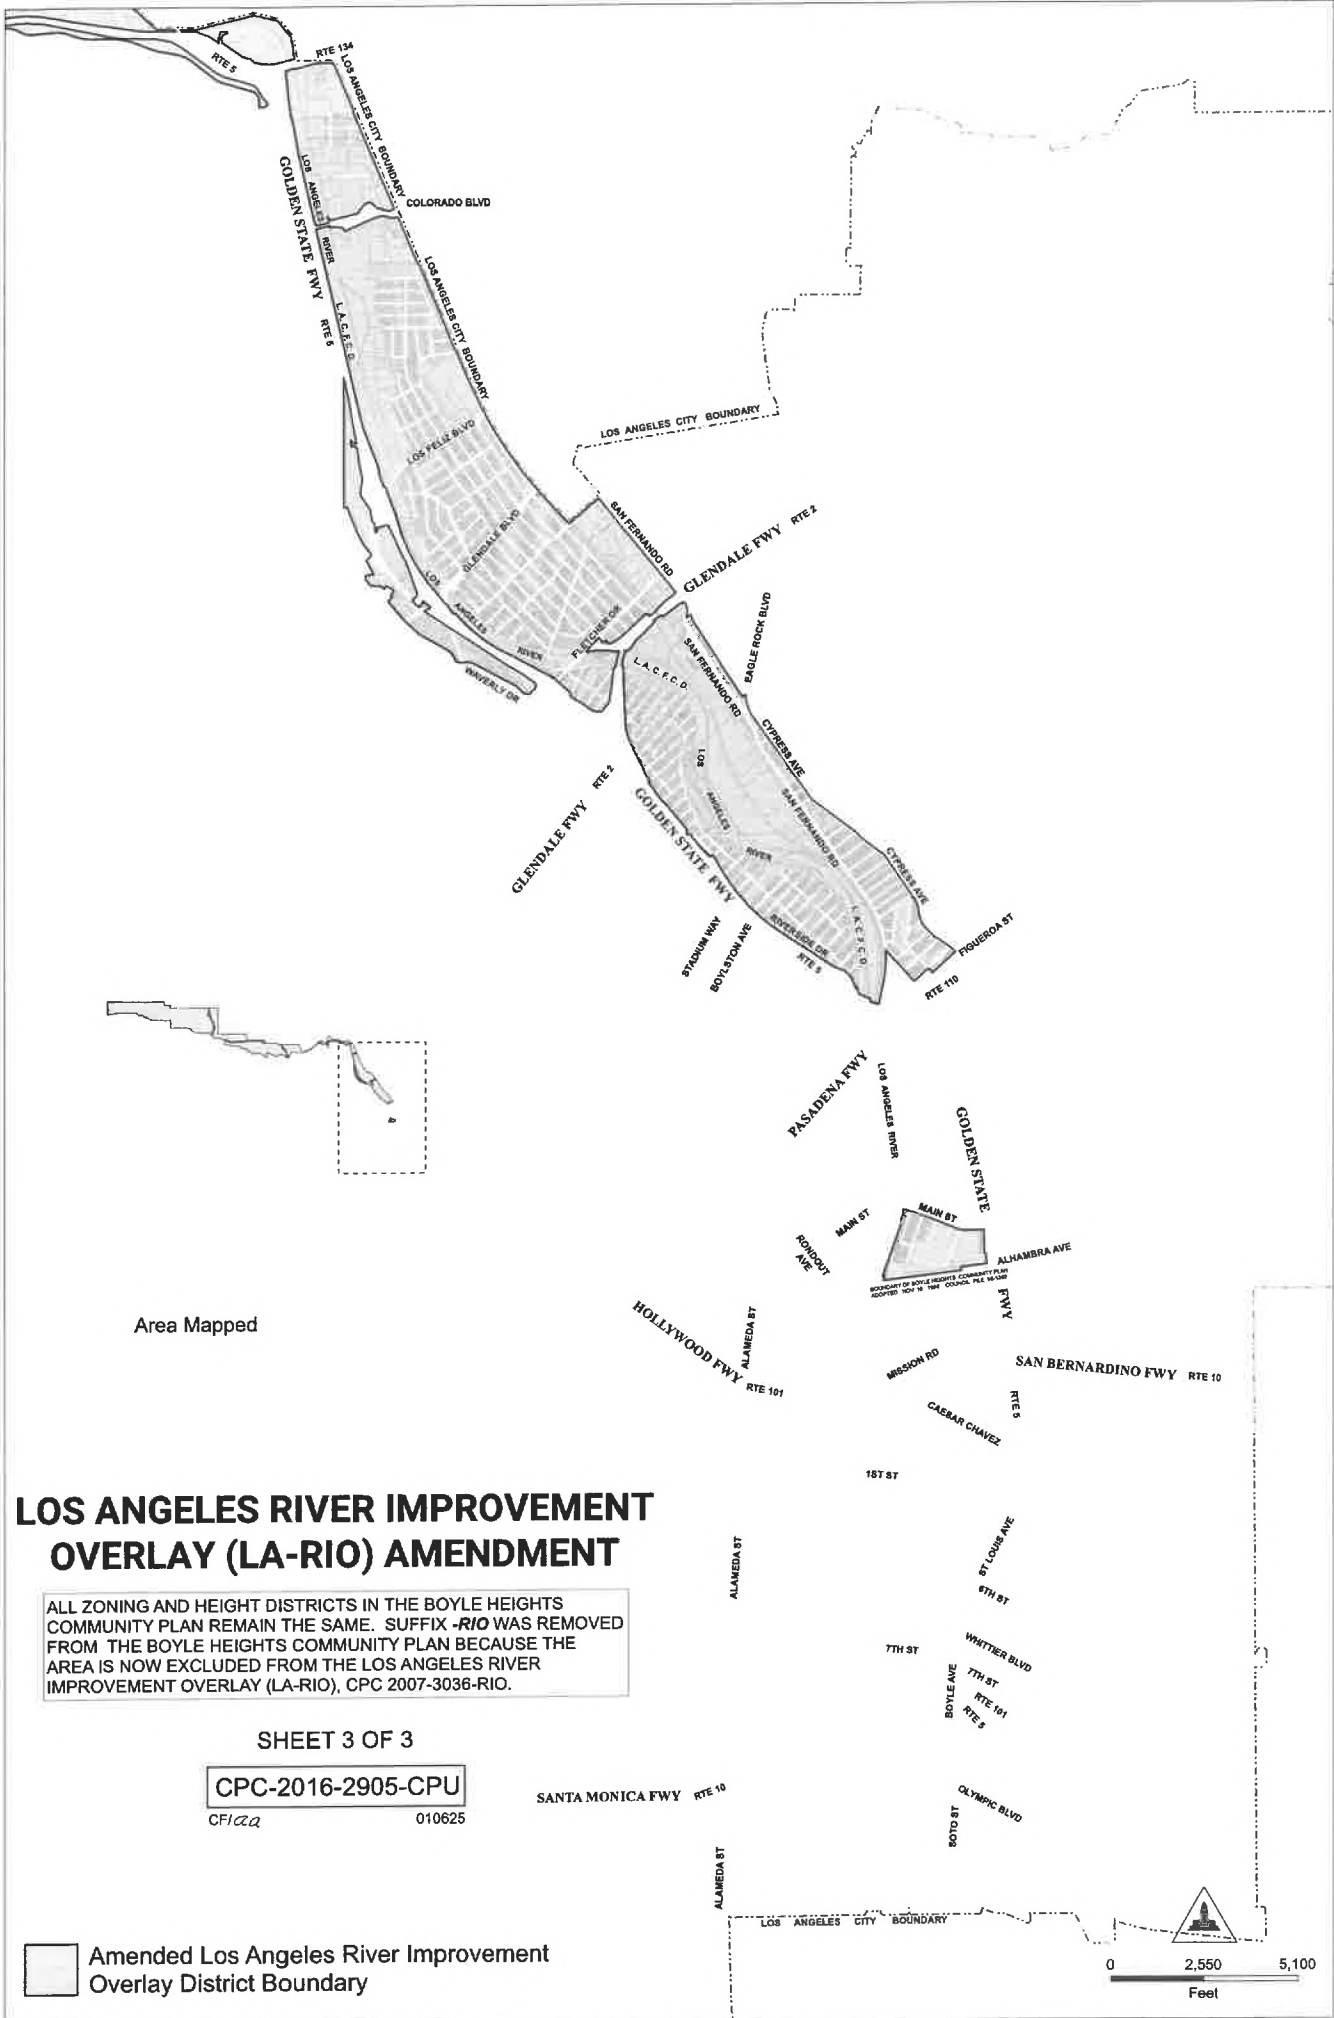 RTE 5
RTE 134
LOS ANGELES CITY BOUNDARY
GOLDEN STATE FWY
LOS ANGELES
RIVER
COLORADO BLVD
LOS ANGELES CITY BOUNDARY
RTE 5
L.A.C.F.C.D.
LOS ANGELES CITY BOUNDARY
LOS FELIZ BLVD
GLENDALE BLVD
SAN FERNANDO RD
GLENDALE FWY RTE 2
LOS
ANGELES
RIVER
FLETCHER DR
WAVERLY DR
EAGLE ROCK BLVD
L.A.C.F.C.D.
SAN FERNANDO RD
CYPRESS AVE
LOS
ANGELES
RIVER
GLENDALE FWY RTE 2
GOLDEN STATE FWY
SAN FERNANDO RD
CYPRESS AVE
L.A.C.F.C.D.
RIVERSIDE DR
RTE 5
STADIUM WAY
BOYLSTON AVE
FIGUEROA ST
RTE 110
PASADENA FWY
LOS ANGELES RIVER
GOLDEN STATE
MAIN ST
MAIN ST
RONDOUT
AVE
ALHAMBRA AVE
BOUNDARY OF BOYLE HEIGHTS COMMUNITY PLAN
FWY
Area Mapped
HOLLYWOOD FWY RTE 101
ALAMEDA ST
MISSION RD
SAN BERNARDINO FWY RTE 10
RTE 5
CAESAR CHAVEZ
1ST ST
LOS ANGELES RIVER IMPROVEMENT
OVERLAY (LA-RIO) AMENDMENT
ALL ZONING AND HEIGHT DISTRICTS IN THE BOYLE HEIGHTS
COMMUNITY PLAN REMAIN THE SAME. SUFFIX -RIO WAS REMOVED
FROM THE BOYLE HEIGHTS COMMUNITY PLAN BECAUSE THE
AREA IS NOW EXCLUDED FROM THE LOS ANGELES RIVER
IMPROVEMENT OVERLAY (LA-RIO), CPC 2007-3036-RIO.
ALAMEDA ST
ST LOUIS AVE
6TH ST
7TH ST
WHITTIER BLVD
BOYLE AVE
7TH ST
RTE 101
RTE 5
SHEET 3 OF 3
CPC-2016-2905-CPU
CF/aa 010625
SANTA MONICA FWY RTE 10
OLYMPIC BLVD
SOTO ST
ALAMEDA ST
LOS ANGELES CITY BOUNDARY
Amended Los Angeles River Improvement
Overlay District Boundary
0 2,550 5,100
Feet